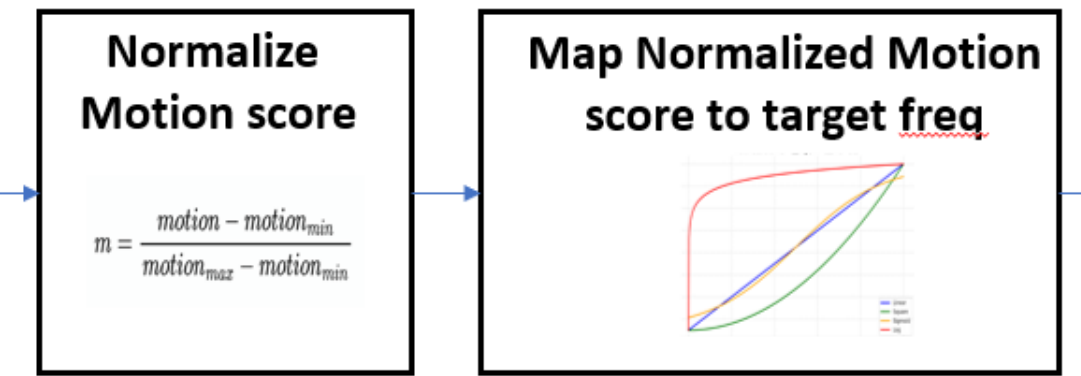 Normalize
Motion score
m = motion − motion_min / motion_max − motion_min
Map Normalized Motion
score to target freq